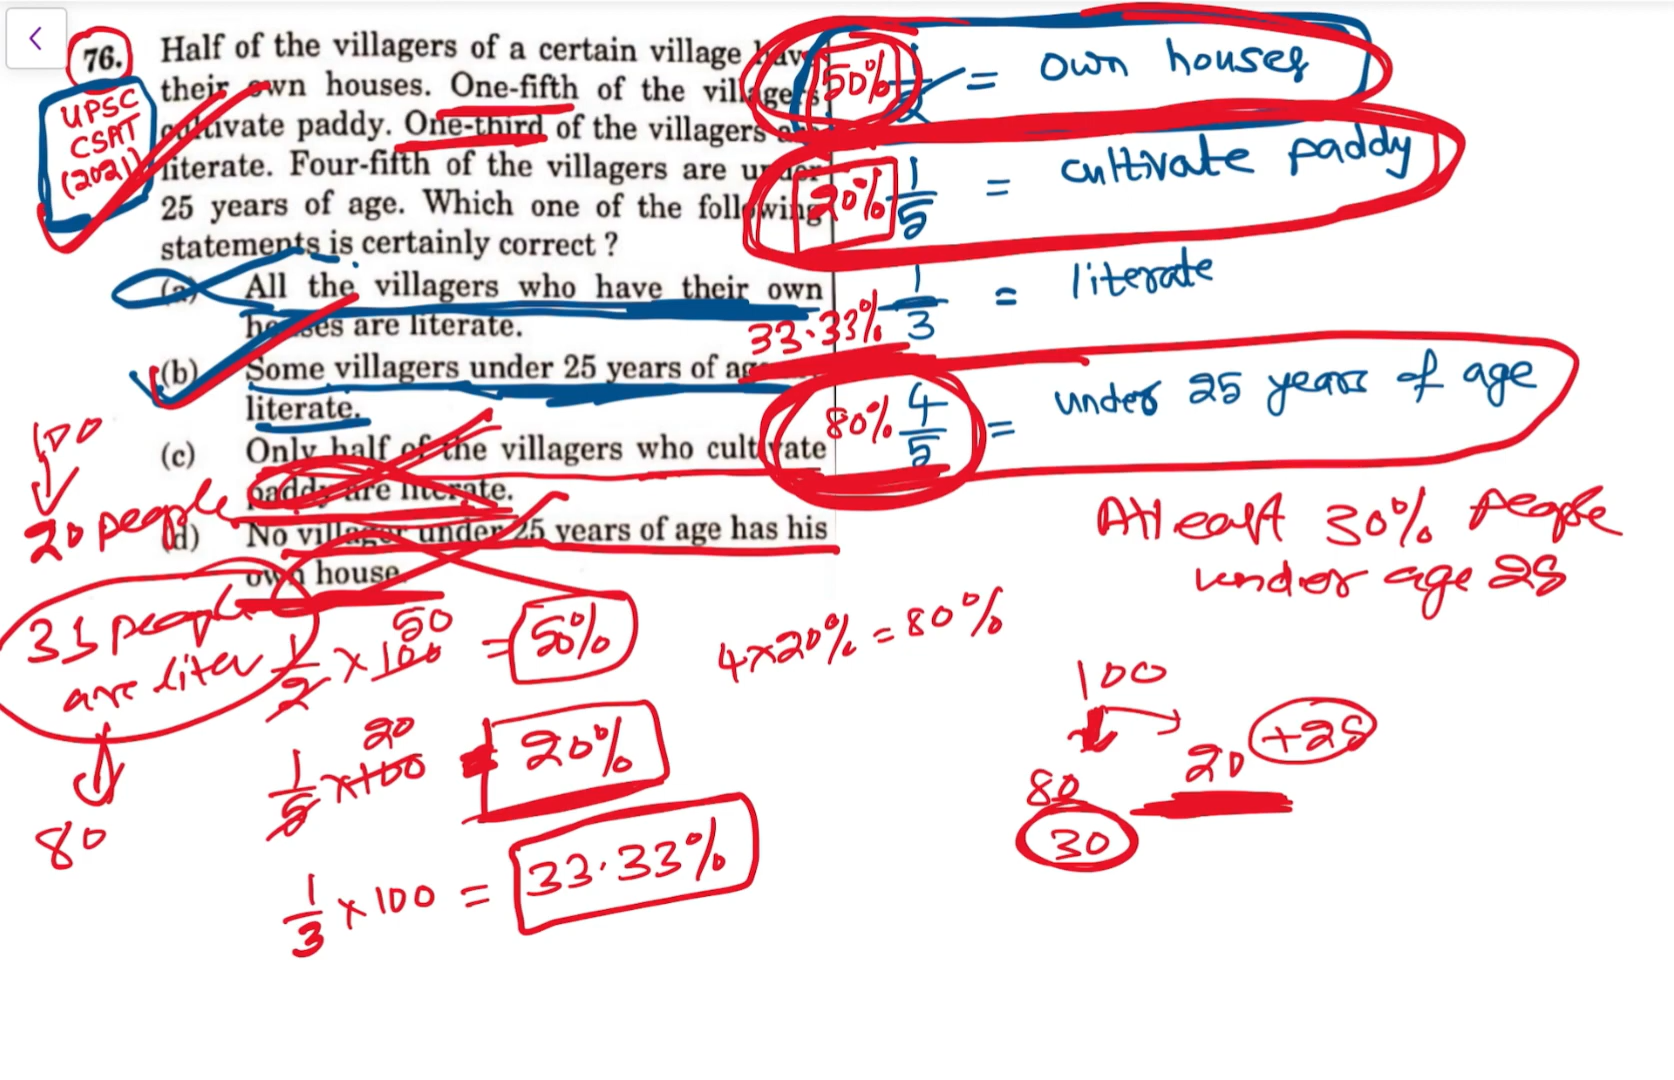 76.
Half of the villagers of a certain village have
their own houses. One-fifth of the villagers
cultivate paddy. One-third of the villagers are
literate. Four-fifth of the villagers are under
25 years of age. Which one of the following
statements is certainly correct ?
(a) All the villagers who have their own
houses are literate.
(b) Some villagers under 25 years of age
literate.
(c) Only half of the villagers who cultivate
paddy are literate.
(d) No villager under 25 years of age has his
own house.
UPSC
CSAT
(2021)
50% 1/2 = own houses
20% 1/5 = cultivate paddy
33.33% 1/3 = literate
80% 4/5 = under 25 years of age
Atleast 30% people
under age 25
100
20 people
33 people
are liter
80
1/2 × 100 50 = 50%
4×20% = 80%
1/5 × 100 20 = 20%
1/3 × 100 = 33.33%
100
80 20 +25
30